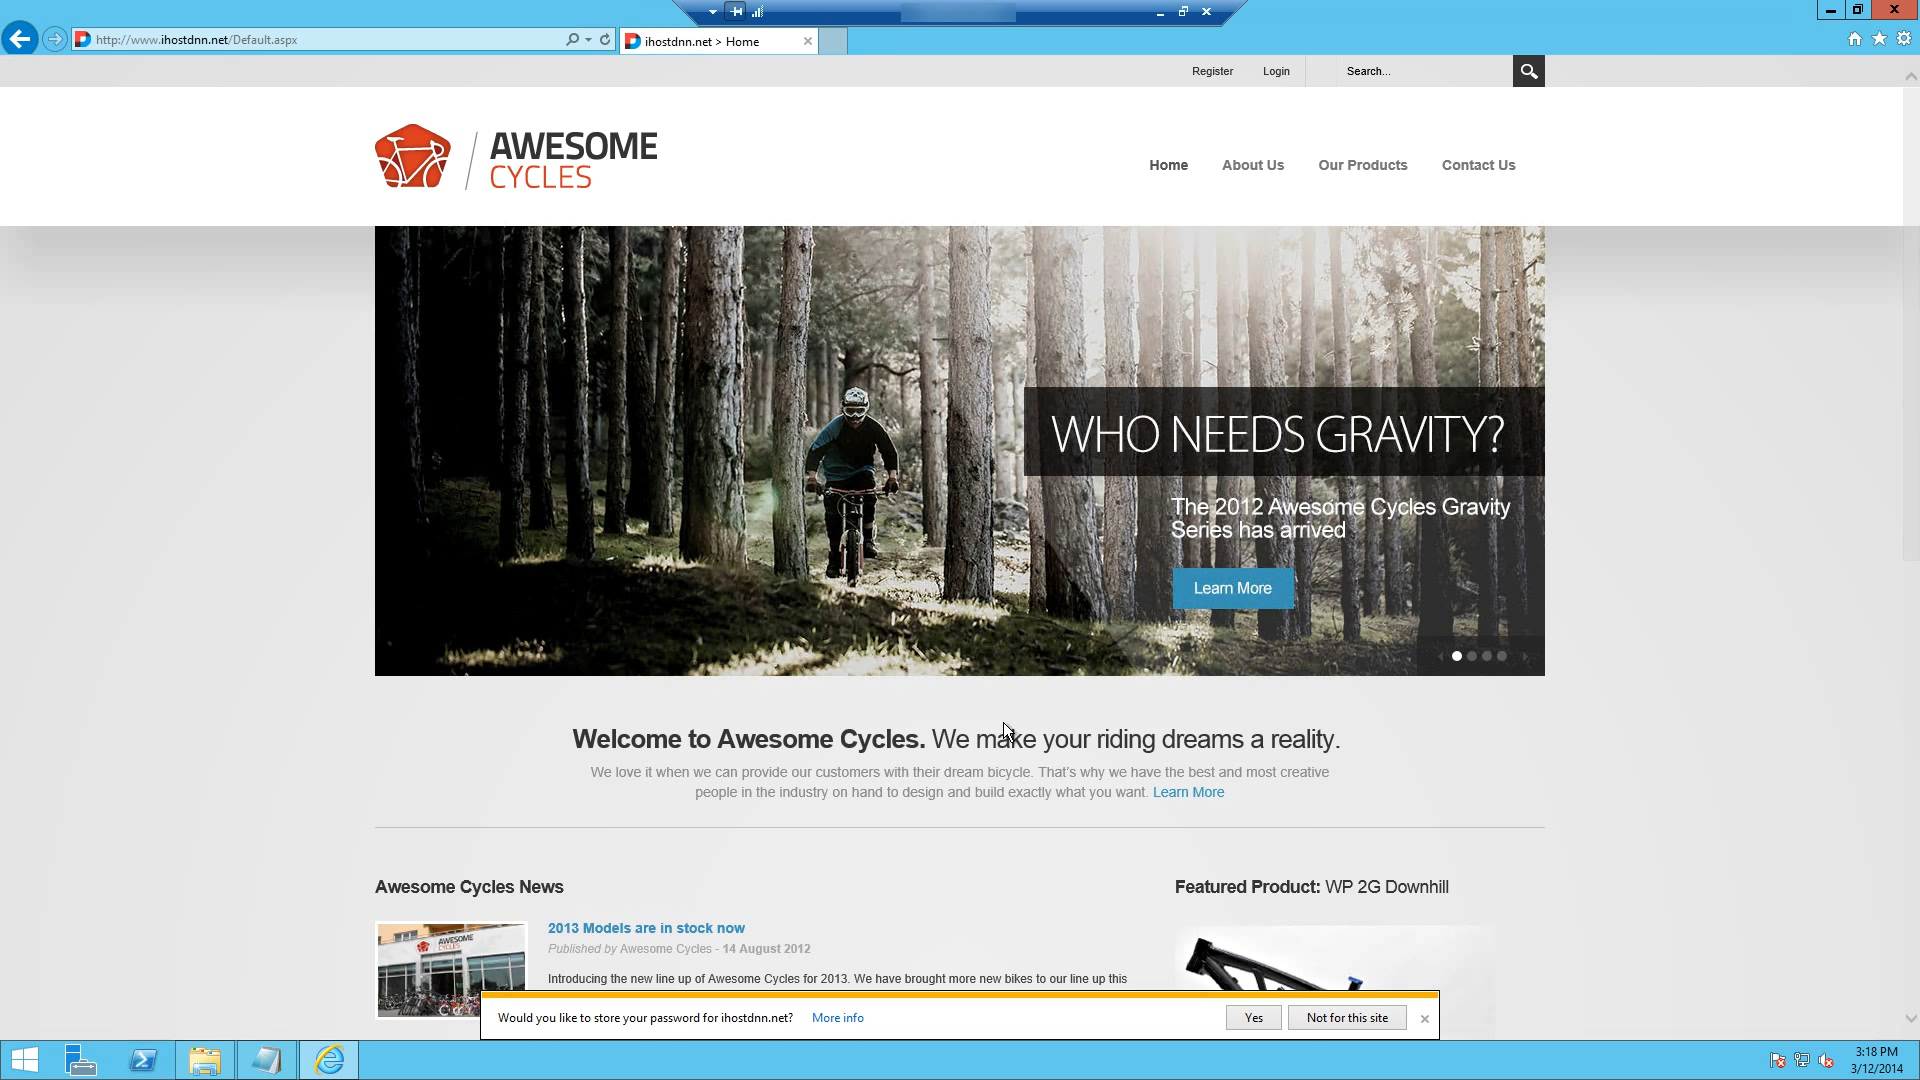 http://www.ihostdnn.net/Default.aspx
ihostdnn.net > Home
Register
Login
Search...
AWESOME
CYCLES
Home
About Us
Our Products
Contact Us
WHO NEEDS GRAVITY?
The 2012 Awesome Cycles Gravity
Series has arrived
Learn More
Welcome to Awesome Cycles. We make your riding dreams a reality.
We love it when we can provide our customers with their dream bicycle. That's why we have the best and most creative
people in the industry on hand to design and build exactly what you want. Learn More
Awesome Cycles News
Featured Product: WP 2G Downhill
AWESOME
CYCLES
2013 Models are in stock now
Published by Awesome Cycles - 14 August 2012
Introducing the new line up of Awesome Cycles for 2013. We have brought more new bikes to our line up this
Would you like to store your password for ihostdnn.net?
More info
Yes
Not for this site
3:18 PM
3/12/2014